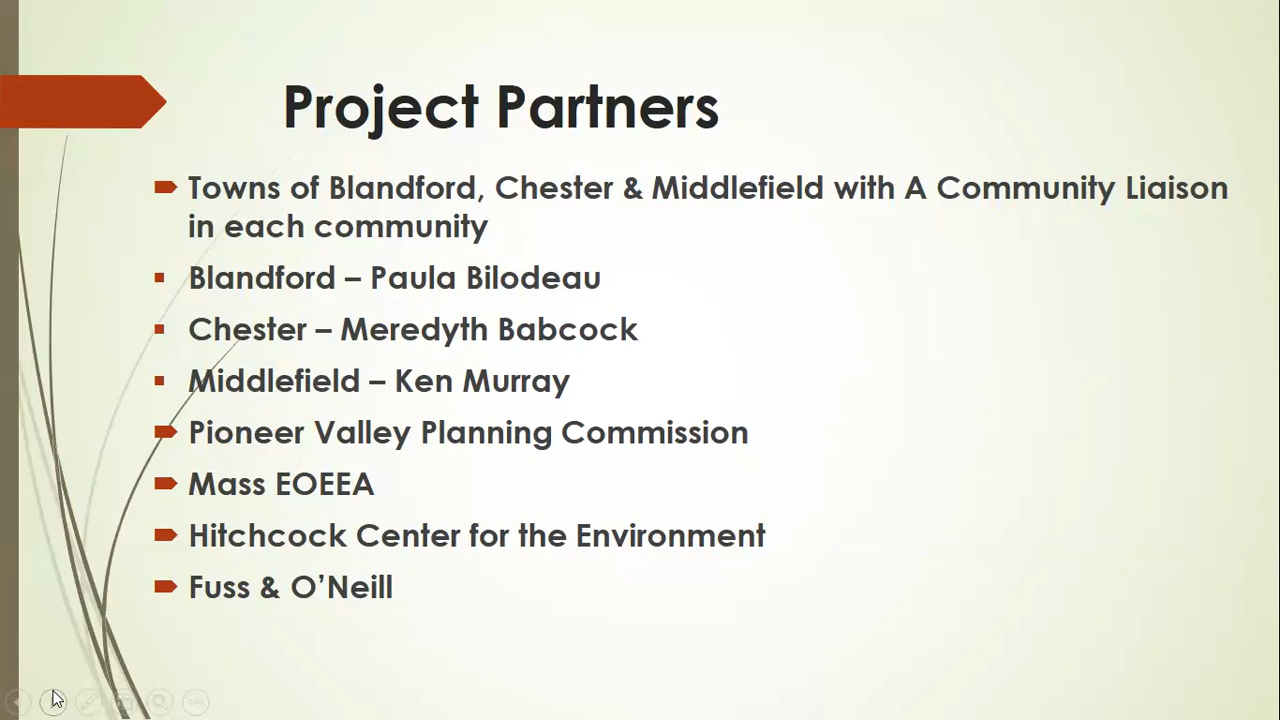 Project Partners
Towns of Blandford, Chester & Middlefield with A Community Liaison
in each community
Blandford – Paula Bilodeau
Chester – Meredyth Babcock
Middlefield – Ken Murray
Pioneer Valley Planning Commission
Mass EOEEA
Hitchcock Center for the Environment
Fuss & O’Neill